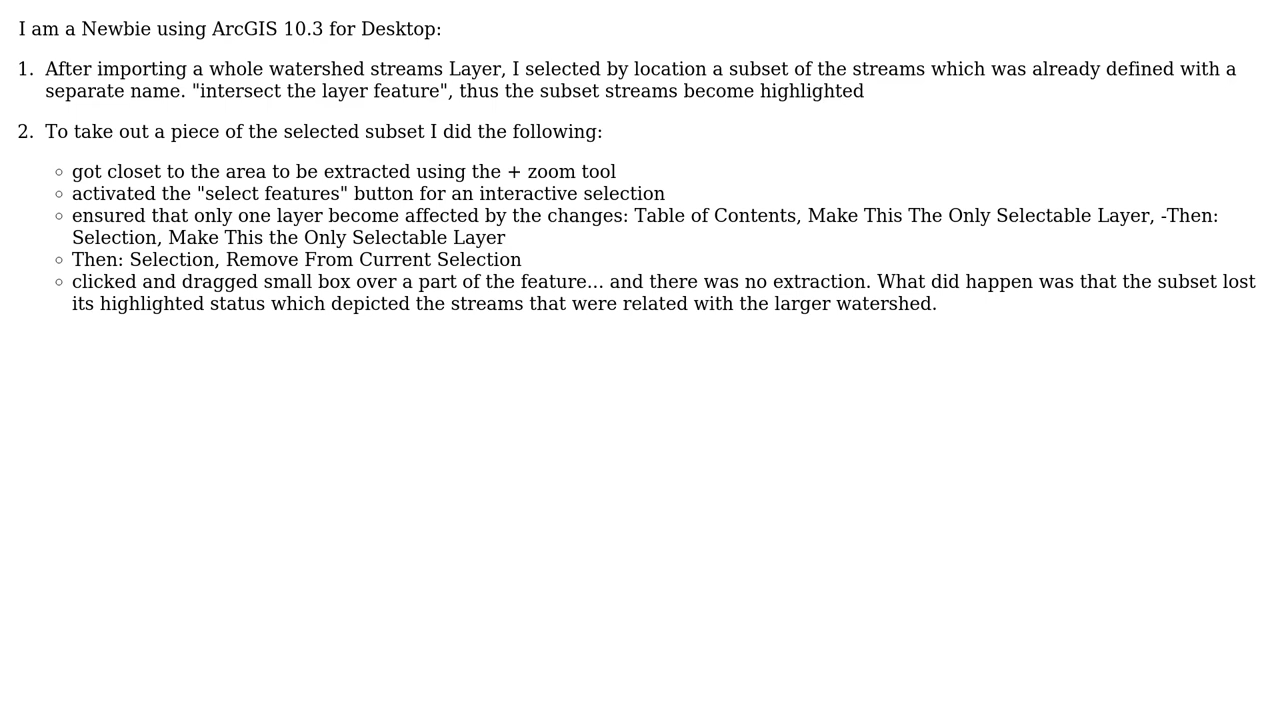 I am a Newbie using ArcGIS 10.3 for Desktop:
1. After importing a whole watershed streams Layer, I selected by location a subset of the streams which was already defined with a
separate name. "intersect the layer feature", thus the subset streams become highlighted
2. To take out a piece of the selected subset I did the following:
◦ got closet to the area to be extracted using the + zoom tool
◦ activated the "select features" button for an interactive selection
◦ ensured that only one layer become affected by the changes: Table of Contents, Make This The Only Selectable Layer, -Then:
Selection, Make This the Only Selectable Layer
◦ Then: Selection, Remove From Current Selection
◦ clicked and dragged small box over a part of the feature... and there was no extraction. What did happen was that the subset lost
its highlighted status which depicted the streams that were related with the larger watershed.